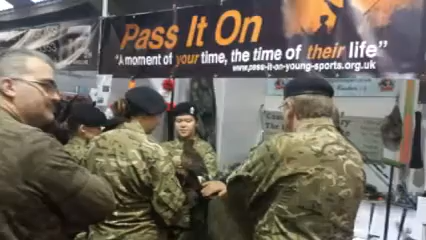 Pass It On
"A moment of your time, the time of their life"
www.pass-it-on-young-sports.org.uk